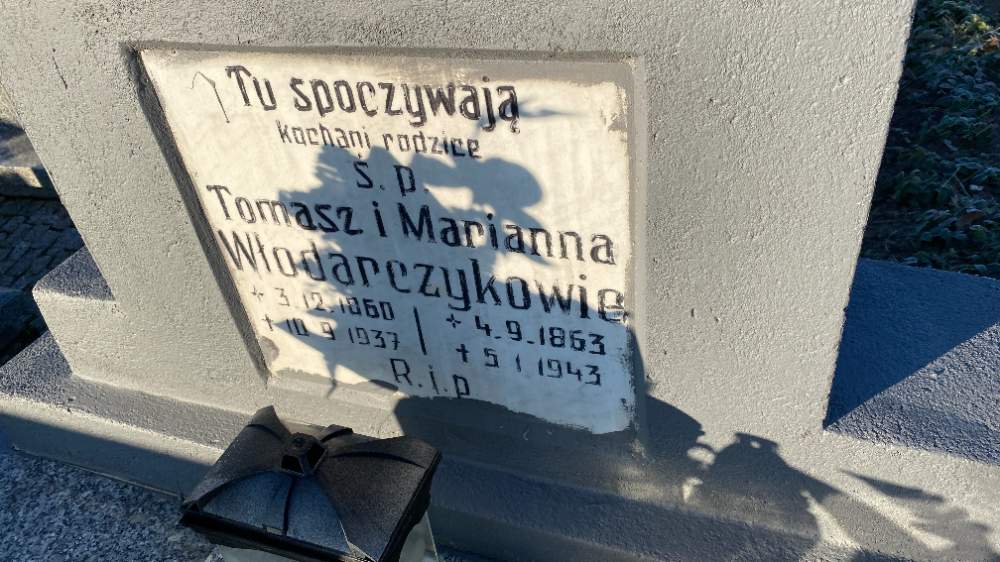 Tu spoczywają
kochani rodzice
Ś. p.
Tomasz i Marianna
Włodarczykowie
+ 3.12.1860 | + 4.9.1863
+ 10 9 1937 | + 5 1 1943
R. i. p